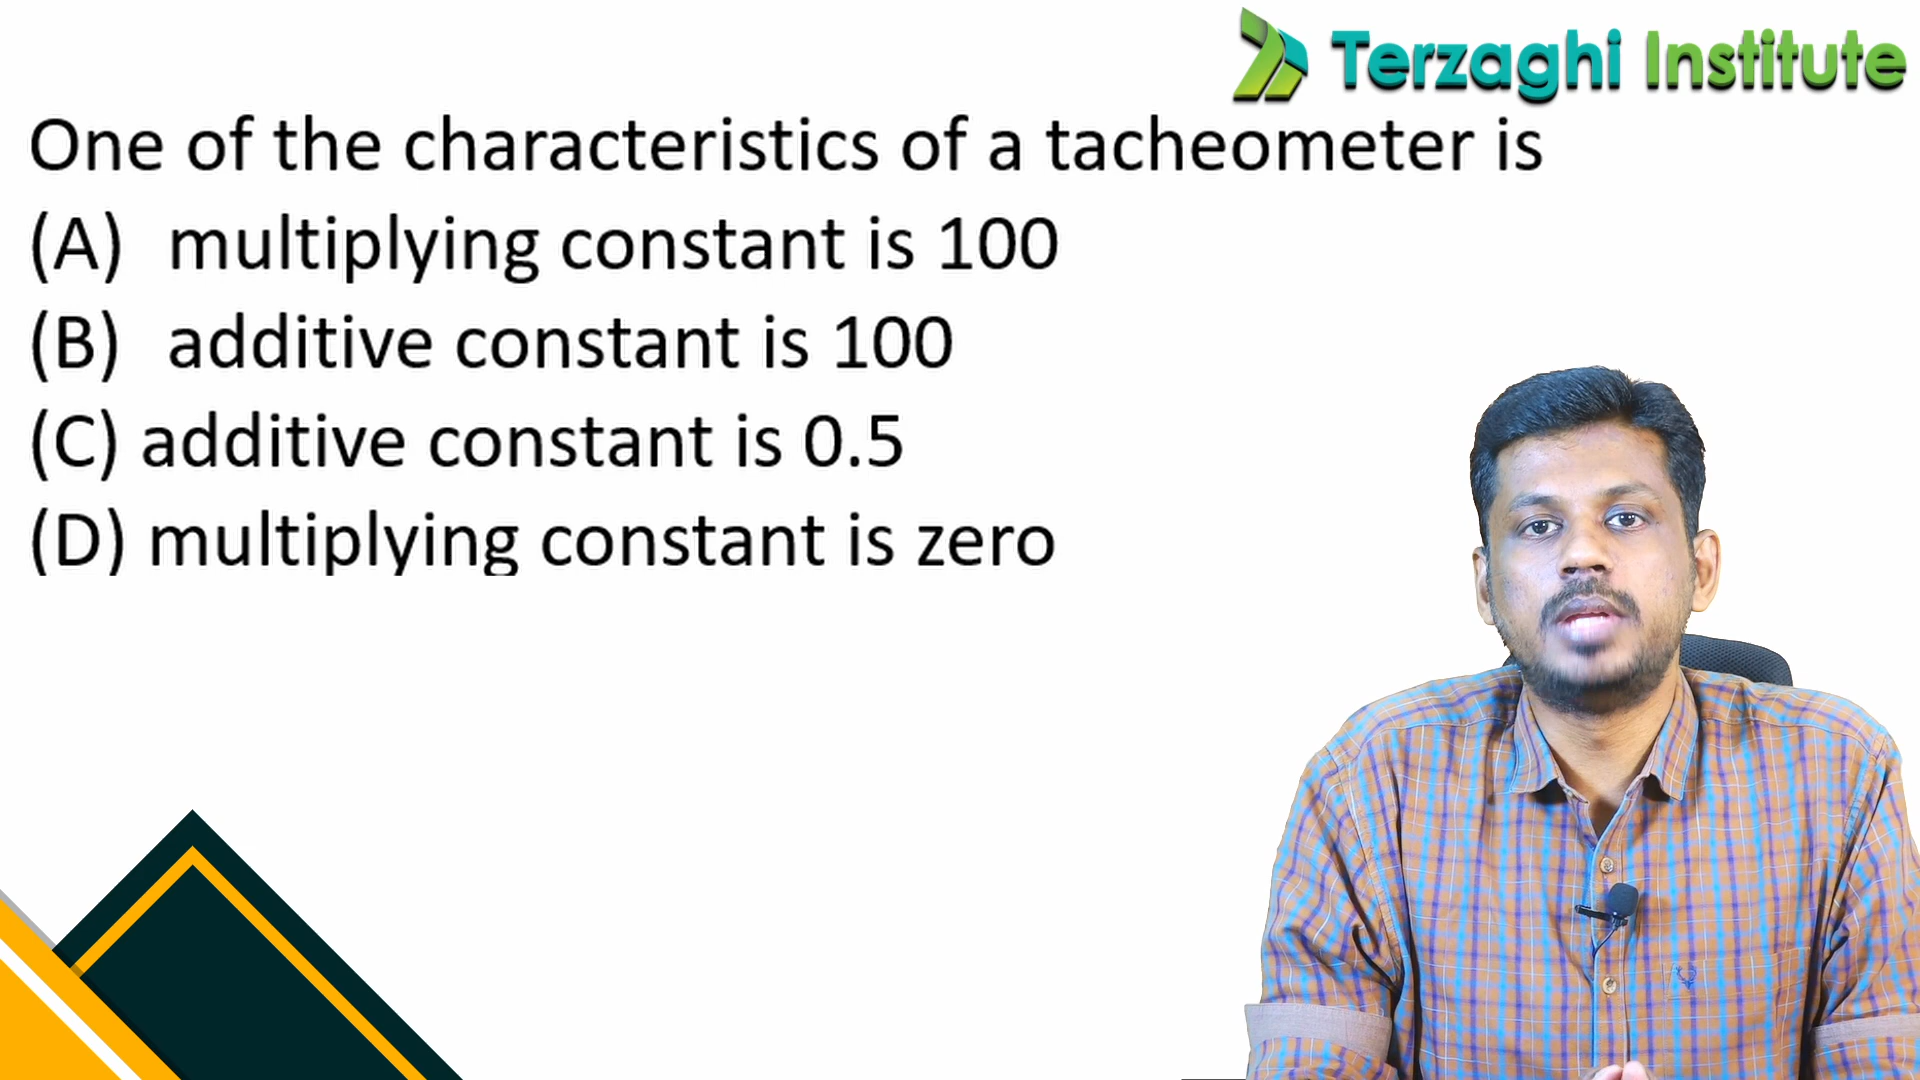 Terzaghi Institute
One of the characteristics of a tacheometer is
(A) multiplying constant is 100
(B) additive constant is 100
(C) additive constant is 0.5
(D) multiplying constant is zero